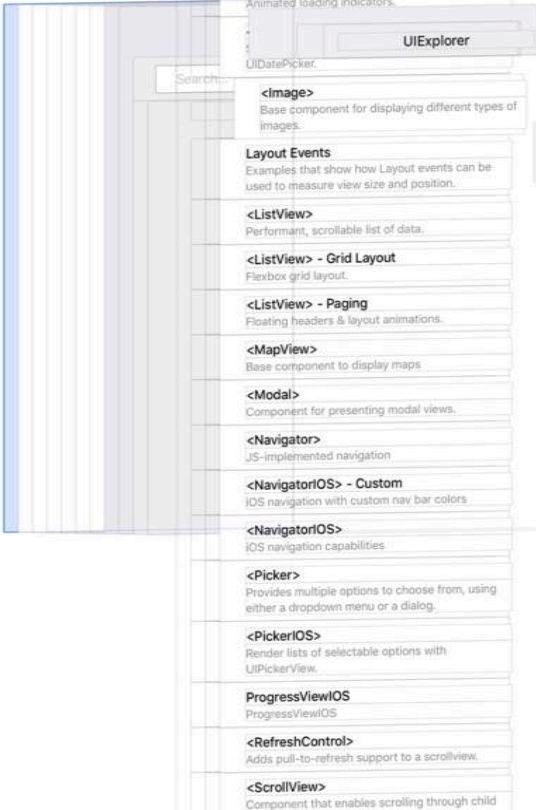 Animated loading indicators.
UIExplorer
UIDatePicker.
Search...
<Image>
Base component for displaying different types of
images.
Layout Events
Examples that show how Layout events can be
used to measure view size and position.
<ListView>
Performant, scrollable list of data.
<ListView> - Grid Layout
Flexbox grid layout.
<ListView> - Paging
Floating headers & layout animations.
<MapView>
Base component to display maps
<Modal>
Component for presenting modal views.
<Navigator>
JS-implemented navigation
<NavigatorIOS> - Custom
iOS navigation with custom nav bar colors
<NavigatorIOS>
iOS navigation capabilities
<Picker>
Provides multiple options to choose from, using
either a dropdown menu or a dialog.
<PickerIOS>
Render lists of selectable options with
UIPickerView.
ProgressViewIOS
ProgressViewIOS
<RefreshControl>
Adds pull-to-refresh support to a scrollview.
<ScrollView>
Component that enables scrolling through child